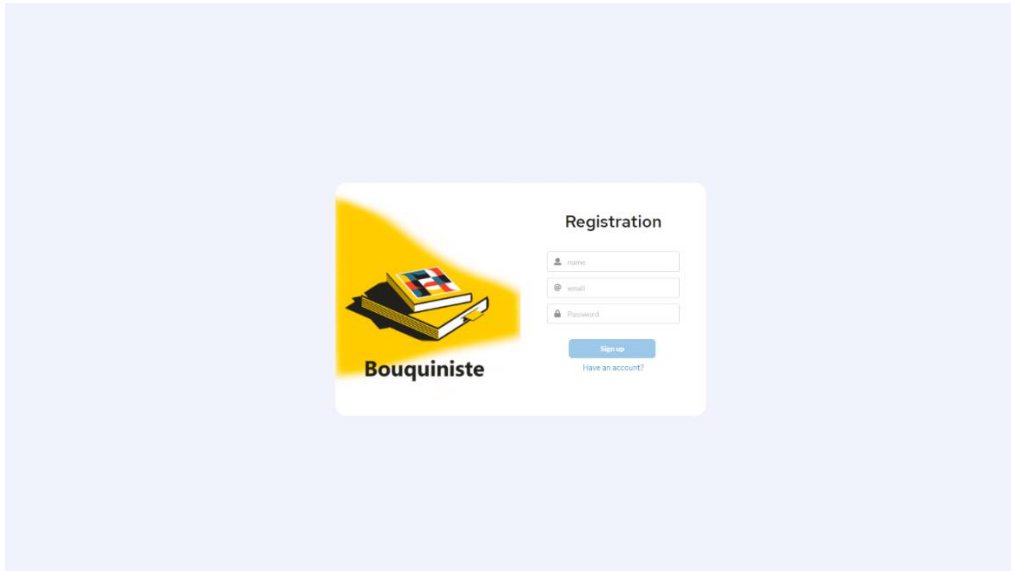 Registration
name
email
Password
Sign up
Have an account?
Bouquiniste